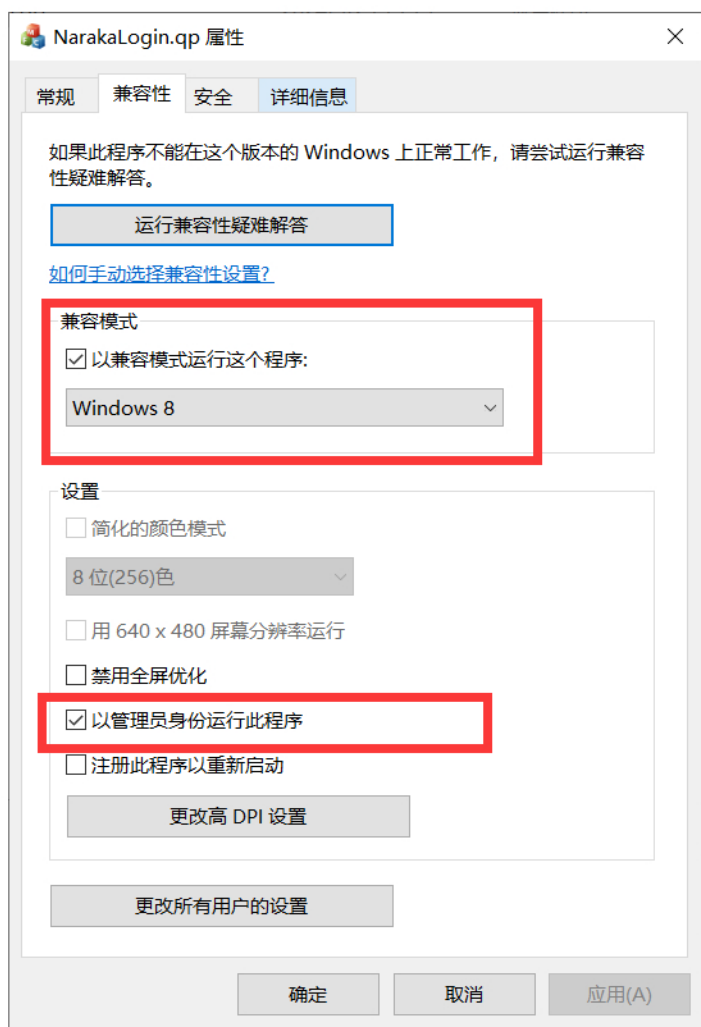 NarakaLogin.qp 属性
常规
兼容性
安全
详细信息
如果此程序不能在这个版本的 Windows 上正常工作，请尝试运行兼容
性疑难解答。
运行兼容性疑难解答
如何手动选择兼容性设置?
兼容模式
以兼容模式运行这个程序:
Windows 8
设置
简化的颜色模式
8 位(256)色
用 640 x 480 屏幕分辨率运行
禁用全屏优化
以管理员身份运行此程序
注册此程序以重新启动
更改高 DPI 设置
更改所有用户的设置
确定
取消
应用(A)